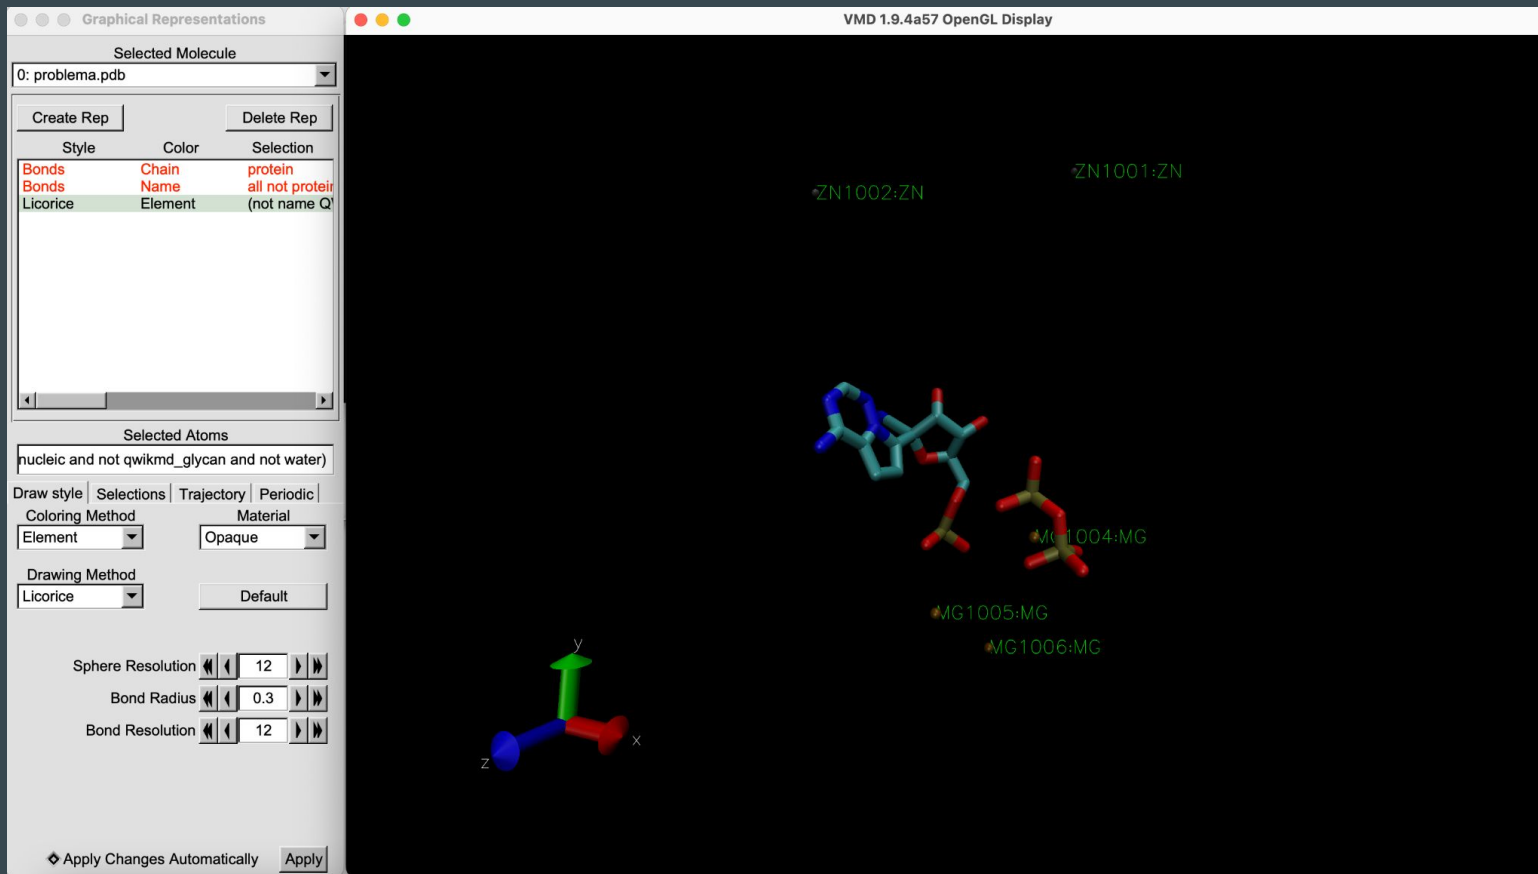 Graphical Representations
Selected Molecule
0: problema.pdb
Create Rep
Delete Rep
Style Color Selection
Bonds Chain protein
Bonds Name all not protein
Licorice Element (not name Q
Selected Atoms
nucleic and not qwikmd_glycan and not water)
Draw style Selections Trajectory Periodic
Coloring Method Material
Element Opaque
Drawing Method
Licorice Default
Sphere Resolution 12
Bond Radius 0.3
Bond Resolution 12
Apply Changes Automatically Apply
VMD 1.9.4a57 OpenGL Display
ZN1001:ZN
ZN1002:ZN
MG1004:MG
MG1005:MG
MG1006:MG
y
x
z